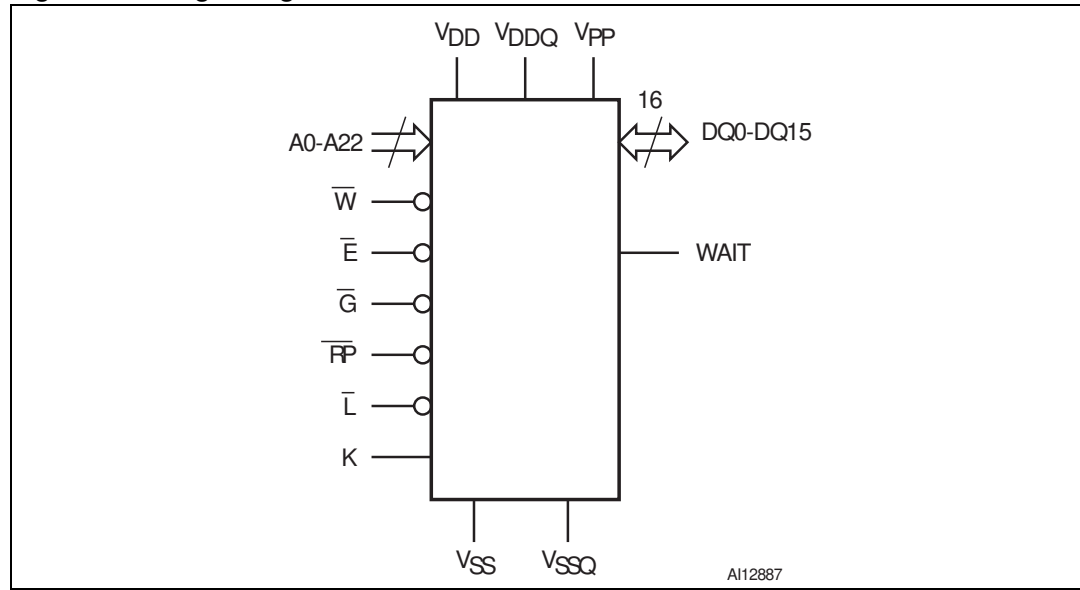 VDD VDDQ VPP
16
A0-A22
DQ0-DQ15
W
E
WAIT
G
RP
L
K
VSS VSSQ
AI12887